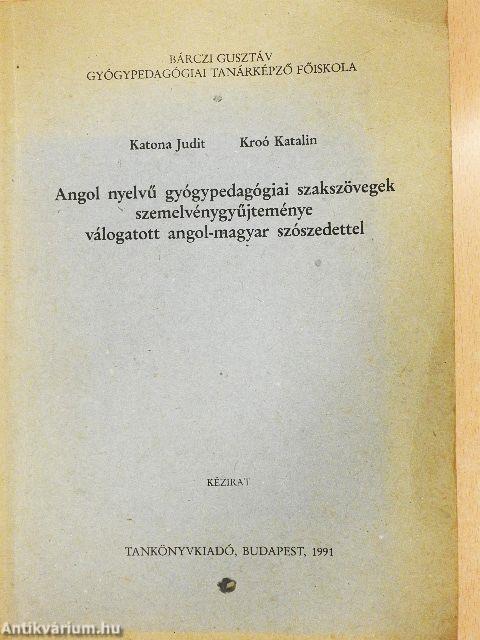 BÁRCZI GUSZTÁV
GYÓGYPEDAGÓGIAI TANÁRKÉPZŐ FŐISKOLA
Katona Judit Kroó Katalin
Angol nyelvű gyógypedagógiai szakszövegek
szemelvénygyűjteménye
válogatott angol-magyar szószedettel
KÉZIRAT
TANKÖNYVKIADÓ, BUDAPEST, 1991
Antikvárium.hu